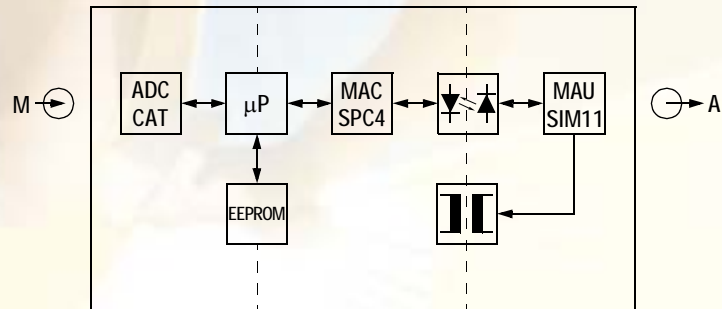 M
ADC
CAT
μP
MAC
SPC4
MAU
SIM11
A
EEPROM